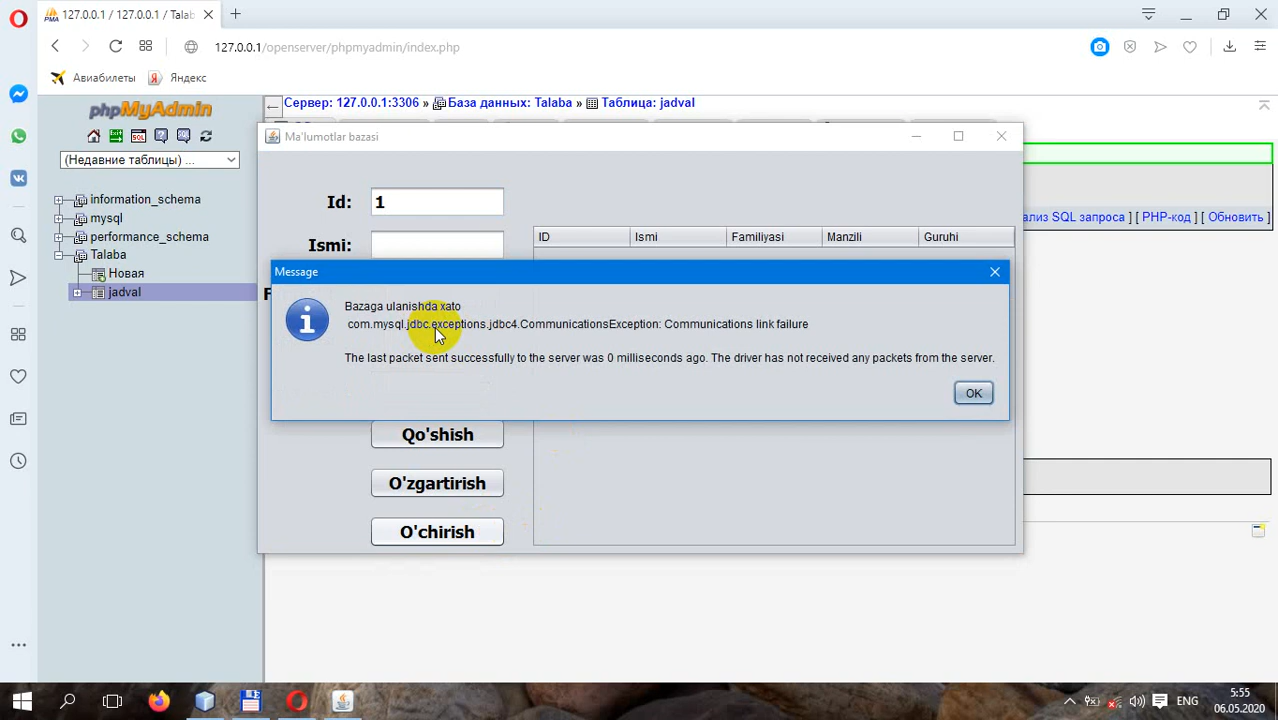 127.0.0.1 / 127.0.0.1 / Talab
127.0.0.1/openserver/phpmyadmin/index.php
Авиабилеты
Яндекс
phpMyAdmin
Сервер: 127.0.0.1:3306 » База данных: Talaba » Таблица: jadval
(Недавние таблицы) ...
information_schema
mysql
performance_schema
Talaba
Новая
jadval
ализ SQL запроса ] [ PHP-код ] [ Обновить ]
Ma'lumotlar bazasi
Id:
1
Ismi:
ID
Ismi
Familiyasi
Manzili
Guruhi
F
Message
Bazaga ulanishda xato
com.mysql.jdbc.exceptions.jdbc4.CommunicationsException: Communications link failure
The last packet sent successfully to the server was 0 milliseconds ago. The driver has not received any packets from the server.
OK
Qo'shish
O'zgartirish
O'chirish
ENG
5:55
06.05.2020